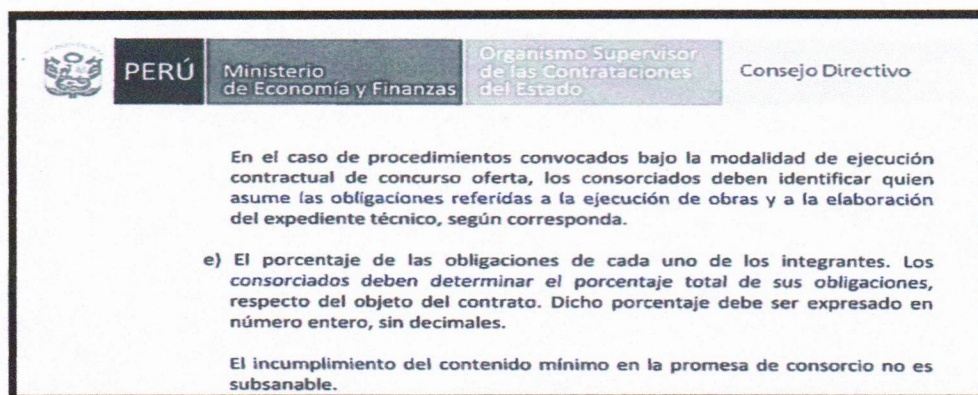 PERÚ
Ministerio
de Economía y Finanzas
Organismo Supervisor
de las Contrataciones
del Estado
Consejo Directivo
En el caso de procedimientos convocados bajo la modalidad de ejecución
contractual de concurso oferta, los consorciados deben identificar quien
asume las obligaciones referidas a la ejecución de obras y a la elaboración
del expediente técnico, según corresponda.
e) El porcentaje de las obligaciones de cada uno de los integrantes. Los
consorciados deben determinar el porcentaje total de sus obligaciones,
respecto del objeto del contrato. Dicho porcentaje debe ser expresado en
número entero, sin decimales.
El incumplimiento del contenido mínimo en la promesa de consorcio no es
subsanable.